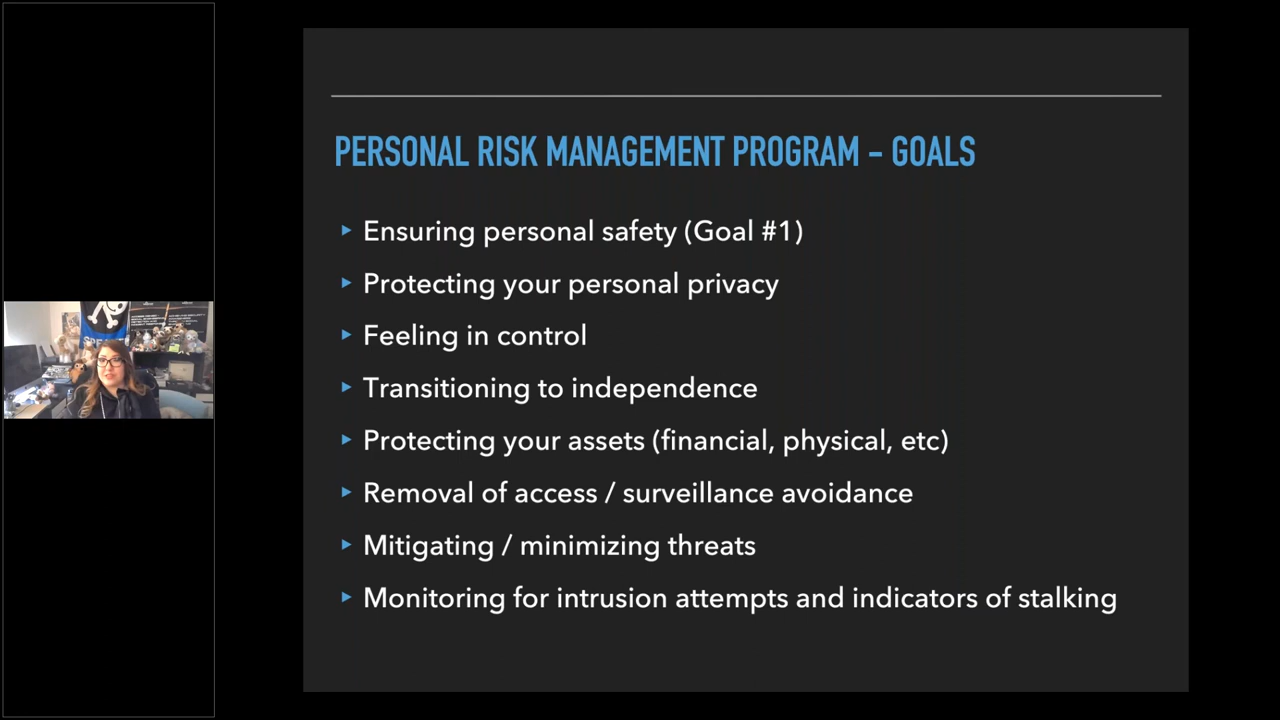 PERSONAL RISK MANAGEMENT PROGRAM – GOALS
Ensuring personal safety (Goal #1)
Protecting your personal privacy
Feeling in control
Transitioning to independence
Protecting your assets (financial, physical, etc)
Removal of access / surveillance avoidance
Mitigating / minimizing threats
Monitoring for intrusion attempts and indicators of stalking